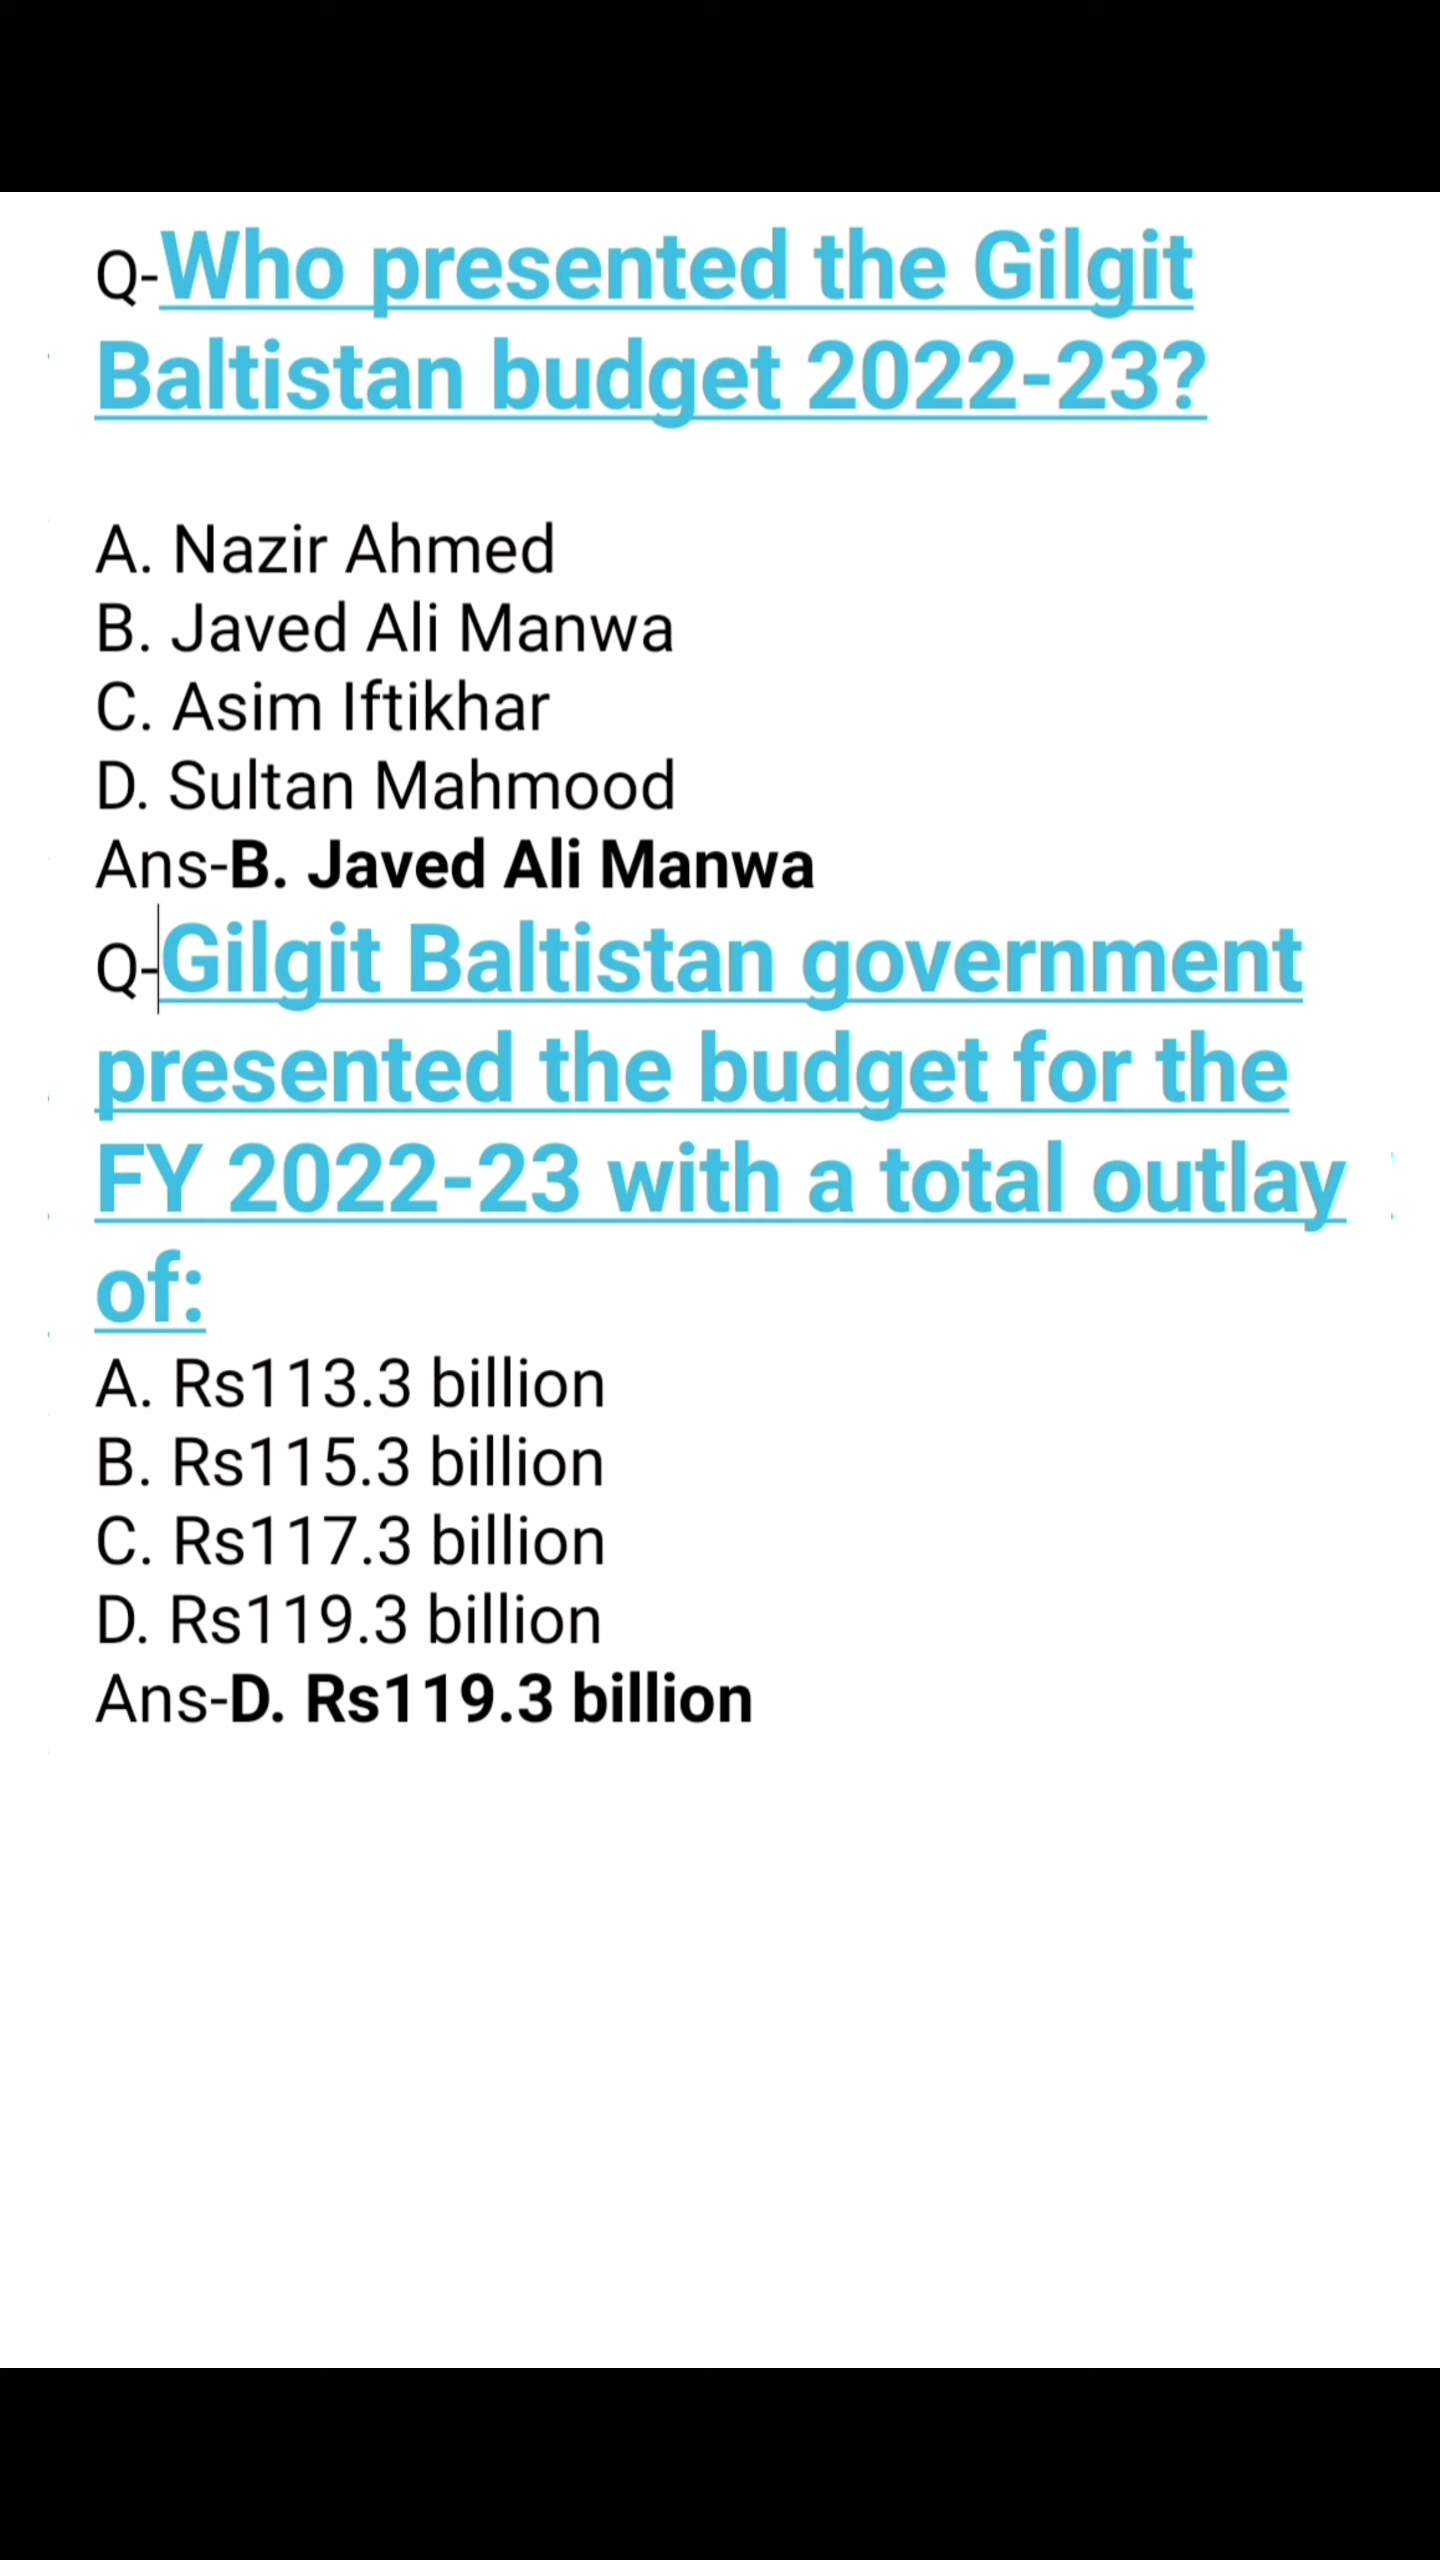 Q-Who presented the Gilgit
Baltistan budget 2022-23?
A. Nazir Ahmed
B. Javed Ali Manwa
C. Asim Iftikhar
D. Sultan Mahmood
Ans-B. Javed Ali Manwa
Q-Gilgit Baltistan government
presented the budget for the
FY 2022-23 with a total outlay
of:
A. Rs113.3 billion
B. Rs115.3 billion
C. Rs117.3 billion
D. Rs119.3 billion
Ans-D. Rs119.3 billion